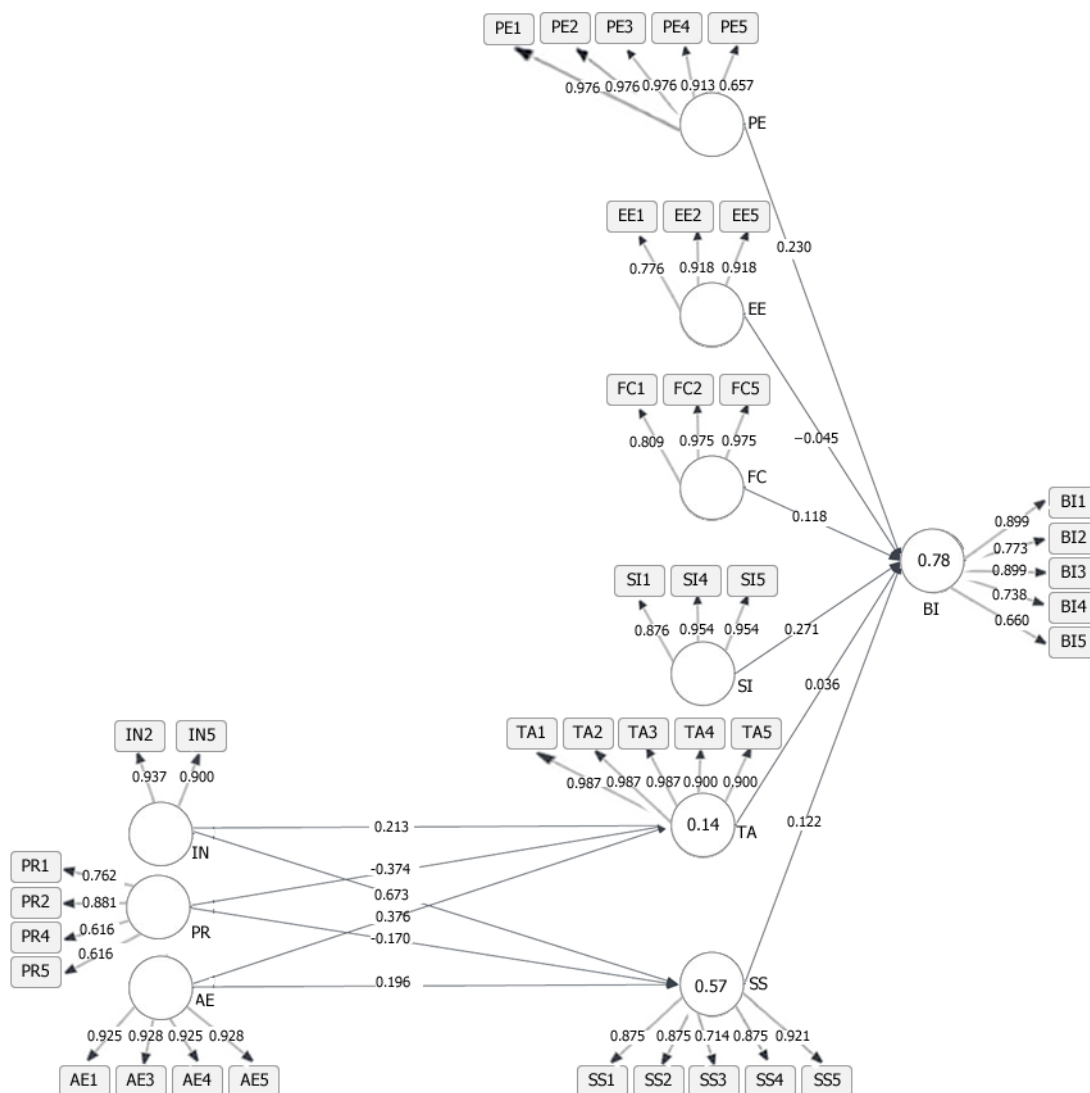 PE1 PE2 PE3 PE4 PE5
0.976 0.976 0.976 0.913 0.657
PE
EE1 EE2 EE5
0.230
0.776 0.918 0.918
EE
FC1 FC2 FC5
0.809 0.975 0.975
−0.045
FC
0.118
BI1
0.899
BI2
0.773
0.78
0.899
BI3
0.738
BI4
BI
0.660
BI5
SI1 SI4 SI5
0.876 0.954 0.954
0.271
SI
0.036
IN2 IN5
TA1 TA2 TA3 TA4 TA5
0.937 0.900
0.987 0.987 0.987 0.900 0.900
0.14
TA
0.122
0.213
IN
PR1
0.762
-0.374
PR2
0.881
0.673
0.376
PR4
0.616
PR
-0.170
PR5
0.616
0.196
AE
0.57
SS
0.925 0.928 0.925 0.928
0.875 0.875 0.714 0.875 0.921
AE1 AE3 AE4 AE5
SS1 SS2 SS3 SS4 SS5